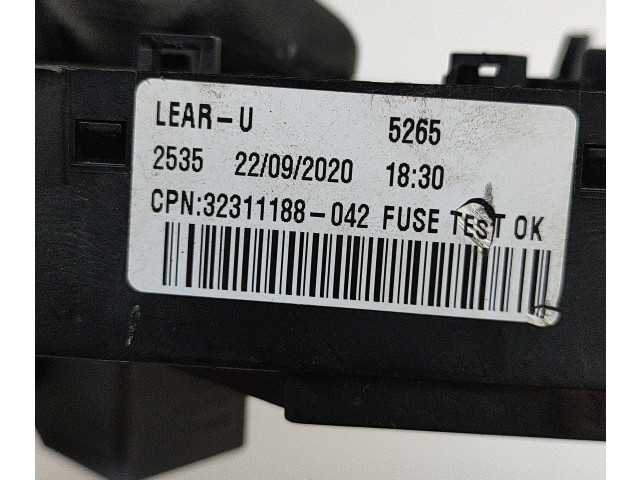 LEAR-U 5265
2535 22/09/2020 18:30
CPN:32311188-042 FUSE TEST OK